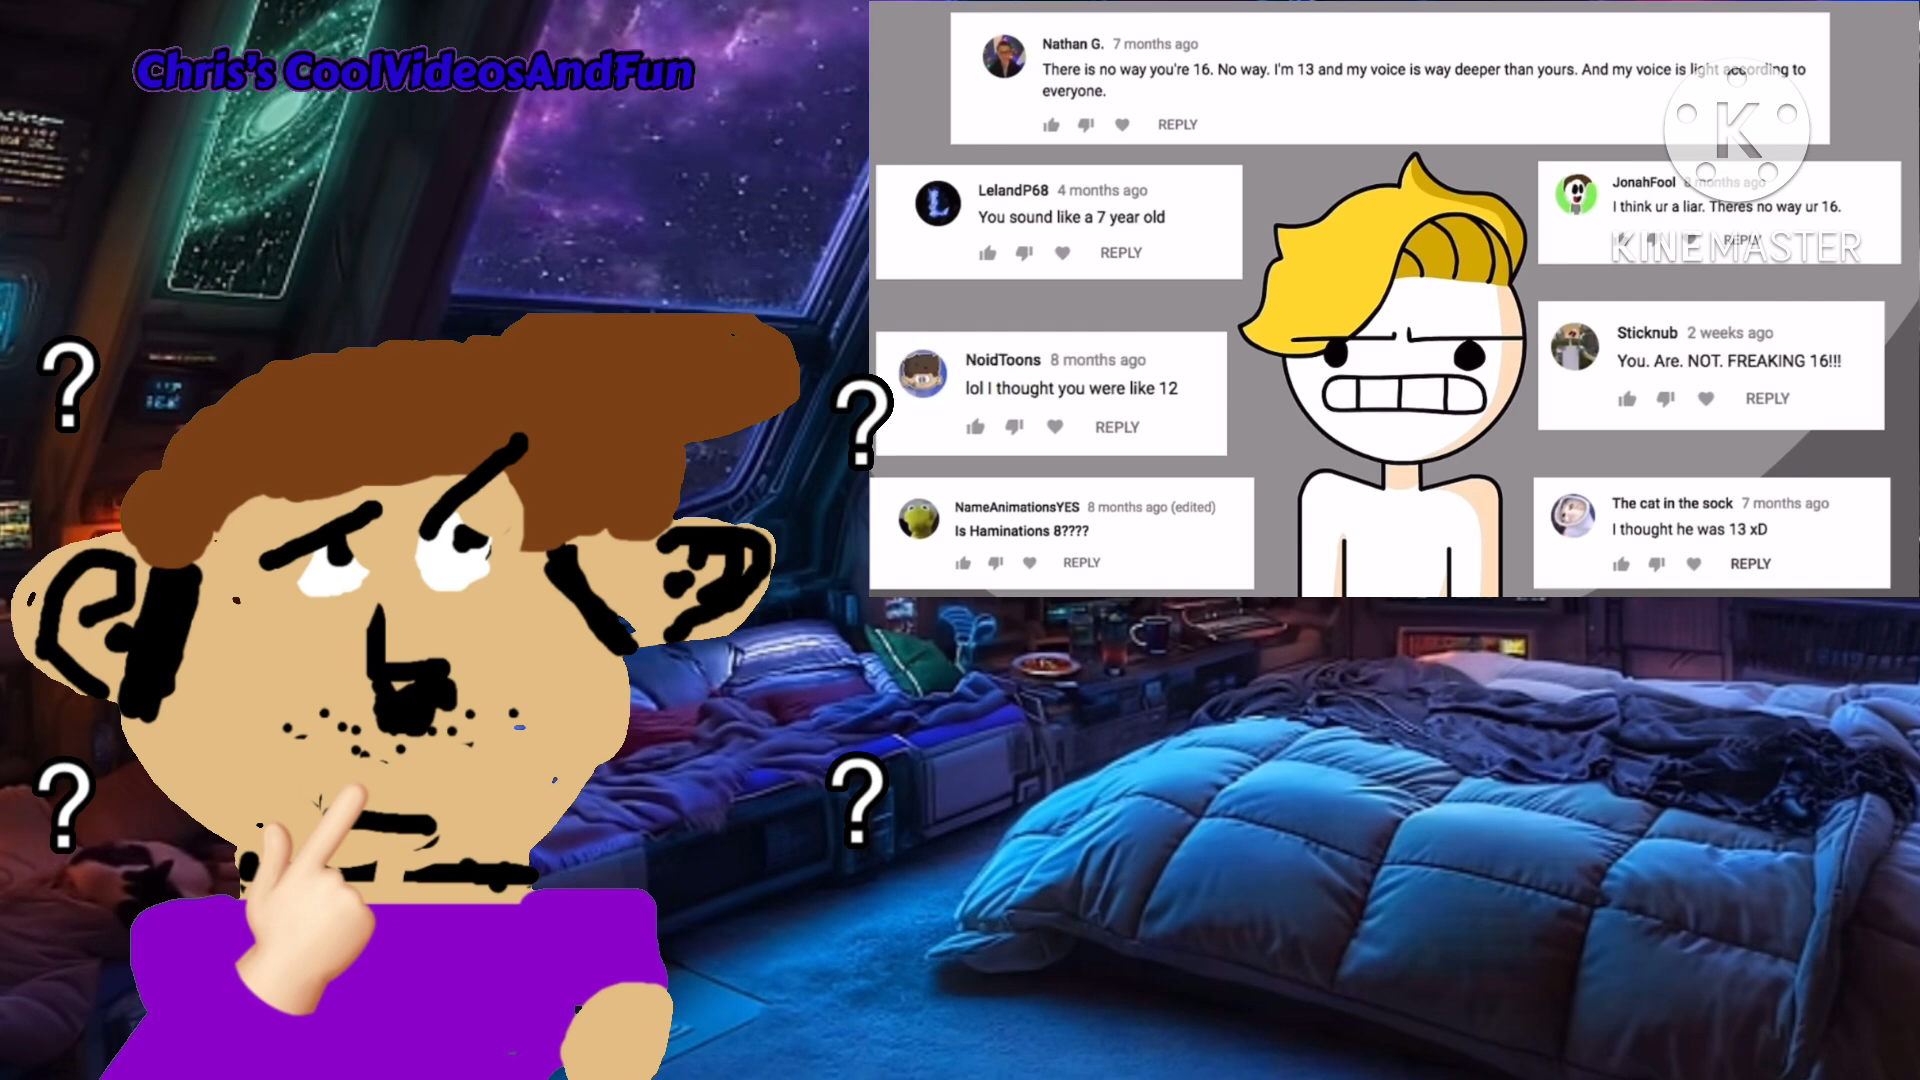 Chris's CoolVideosAndFun
Nathan G. 7 months ago
There is no way you're 16. No way. I'm 13 and my voice is way deeper than yours. And my voice is light according to
everyone.
REPLY
LelandP68 4 months ago
You sound like a 7 year old
REPLY
JonahFool 8 months ago
I think ur a liar. Theres no way ur 16.
REPLY
K
KINEMASTER
NoidToons 8 months ago
lol I thought you were like 12
REPLY
Sticknub 2 weeks ago
You. Are. NOT. FREAKING 16!!!
REPLY
NameAnimationsYES 8 months ago (edited)
Is Haminations 8????
REPLY
The cat in the sock 7 months ago
I thought he was 13 xD
REPLY
?
?
?
?
L